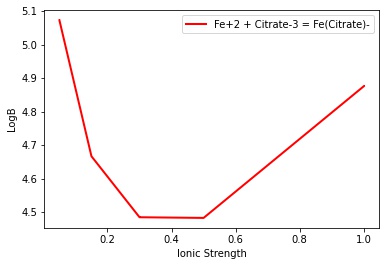 5.1
5.0
4.9
4.8
4.7
4.6
4.5
LogB
Fe+2 + Citrate-3 = Fe(Citrate)-
0.2 0.4 0.6 0.8 1.0
Ionic Strength